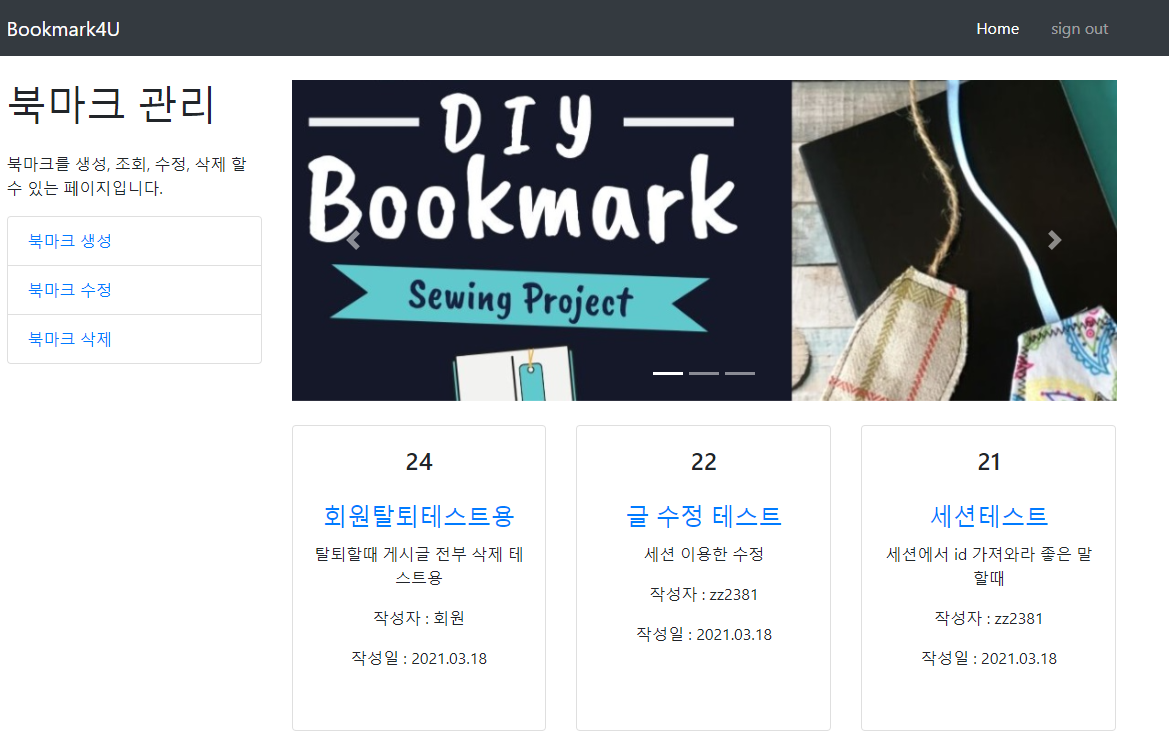 Bookmark4U
Home
sign out
북마크 관리
북마크를 생성, 조회, 수정, 삭제 할
수 있는 페이지입니다.
북마크 생성
북마크 수정
북마크 삭제
DIY
Bookmark
Sewing Project
24
회원탈퇴테스트용
탈퇴할때 게시글 전부 삭제 테
스트용
작성자 : 회원
작성일 : 2021.03.18
22
글 수정 테스트
세션 이용한 수정
작성자 : zz2381
작성일 : 2021.03.18
21
세션테스트
세션에서 id 가져와라 좋은 말
할때
작성자 : zz2381
작성일 : 2021.03.18